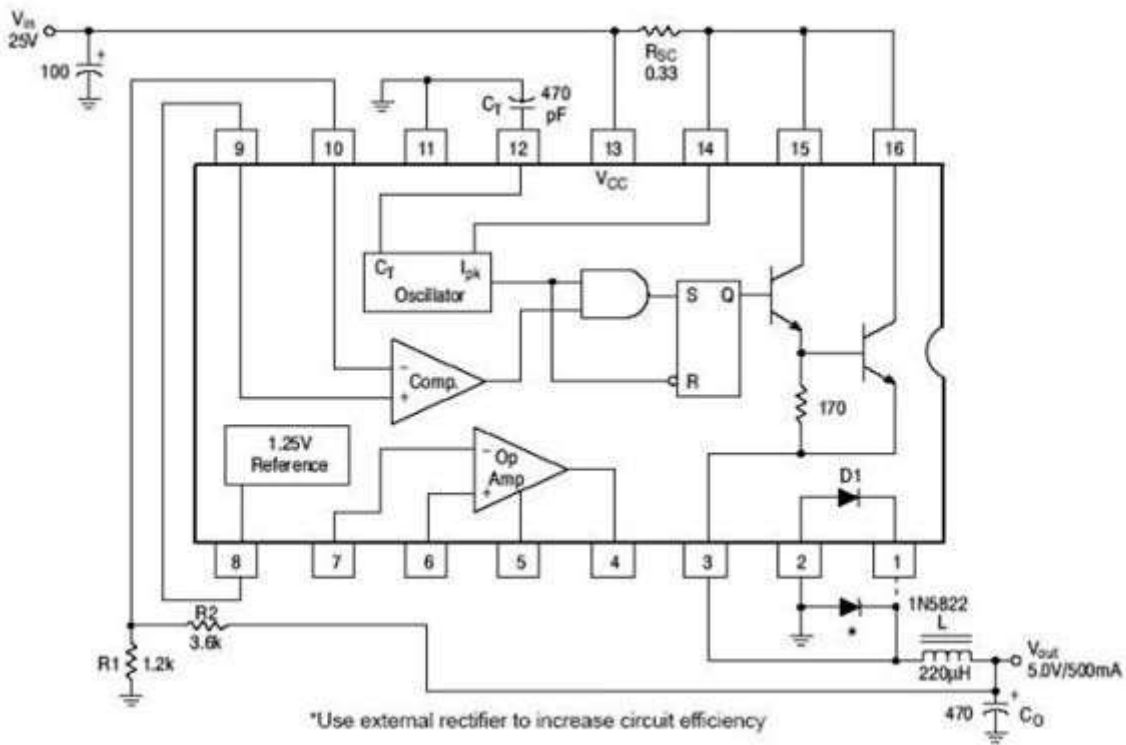 Vin
25V
100
RSC
0.33
CT
470
pF
9
10
11
12
13
14
15
16
VCC
CT
Ipk
Oscillator
S
Q
R
Comp.
-
+
170
1.25V
Reference
-
Op
Amp
+
D1
8
7
6
5
4
3
2
1
R2
3.6k
R1
1.2k
1N5822
L
*
220μH
Vout
5.0V/500mA
+
470
CO
+
*Use external rectifier to increase circuit efficiency